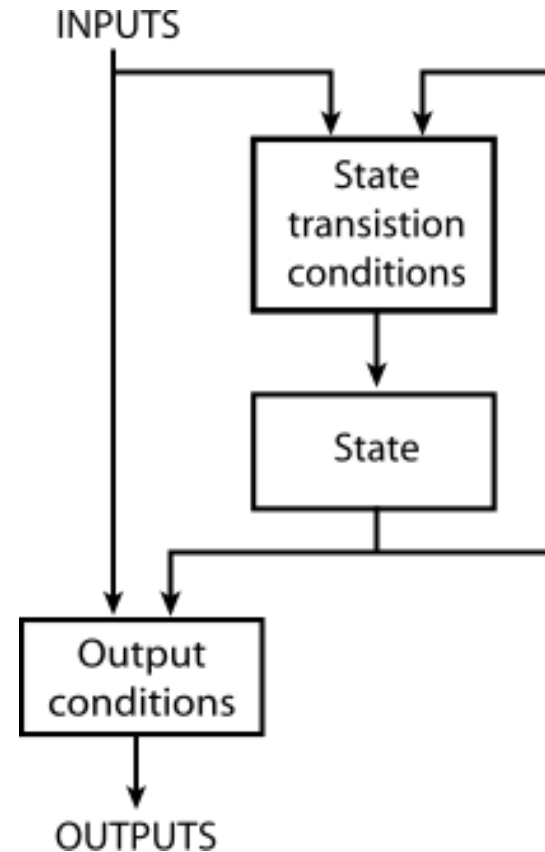 INPUTS
State
transistion
conditions
State
Output
conditions
OUTPUTS